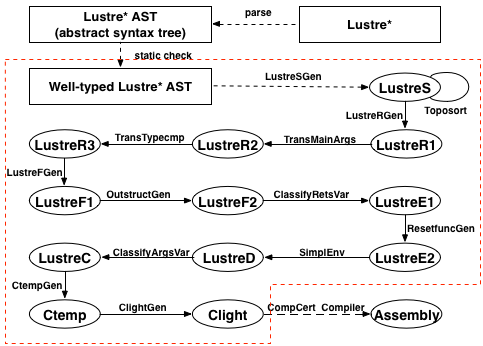 Lustre* AST
(abstract syntax tree)
parse
Lustre*
static check
Well-typed Lustre* AST
LustreSGen
LustreS
Toposort
LustreRGen
LustreR3
TransTypecmp
LustreR2
TransMainArgs
LustreR1
LustreFGen
LustreF1
OutstructGen
LustreF2
ClassifyRetsVar
LustreE1
ResetfuncGen
LustreC
ClassifyArgsVar
LustreD
SimplEnv
LustreE2
CtempGen
Ctemp
ClightGen
Clight
CompCert Compiler
Assembly